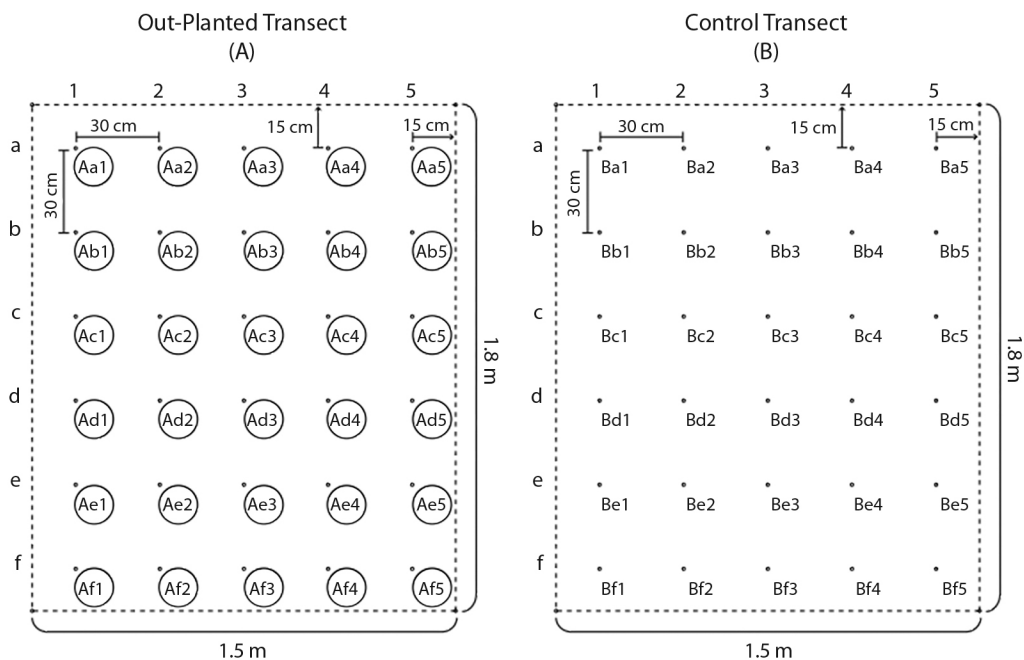 Out-Planted Transect
(A)
1 2 3 4 5
30 cm 15 cm 15 cm
a Aa1 Aa2 Aa3 Aa4 Aa5
30 cm
b Ab1 Ab2 Ab3 Ab4 Ab5
c Ac1 Ac2 Ac3 Ac4 Ac5
1.8 m
d Ad1 Ad2 Ad3 Ad4 Ad5
e Ae1 Ae2 Ae3 Ae4 Ae5
f Af1 Af2 Af3 Af4 Af5
1.5 m
Control Transect
(B)
1 2 3 4 5
30 cm 15 cm 15 cm
a Ba1 Ba2 Ba3 Ba4 Ba5
30 cm
b Bb1 Bb2 Bb3 Bb4 Bb5
c Bc1 Bc2 Bc3 Bc4 Bc5
1.8 m
d Bd1 Bd2 Bd3 Bd4 Bd5
e Be1 Be2 Be3 Be4 Be5
f Bf1 Bf2 Bf3 Bf4 Bf5
1.5 m